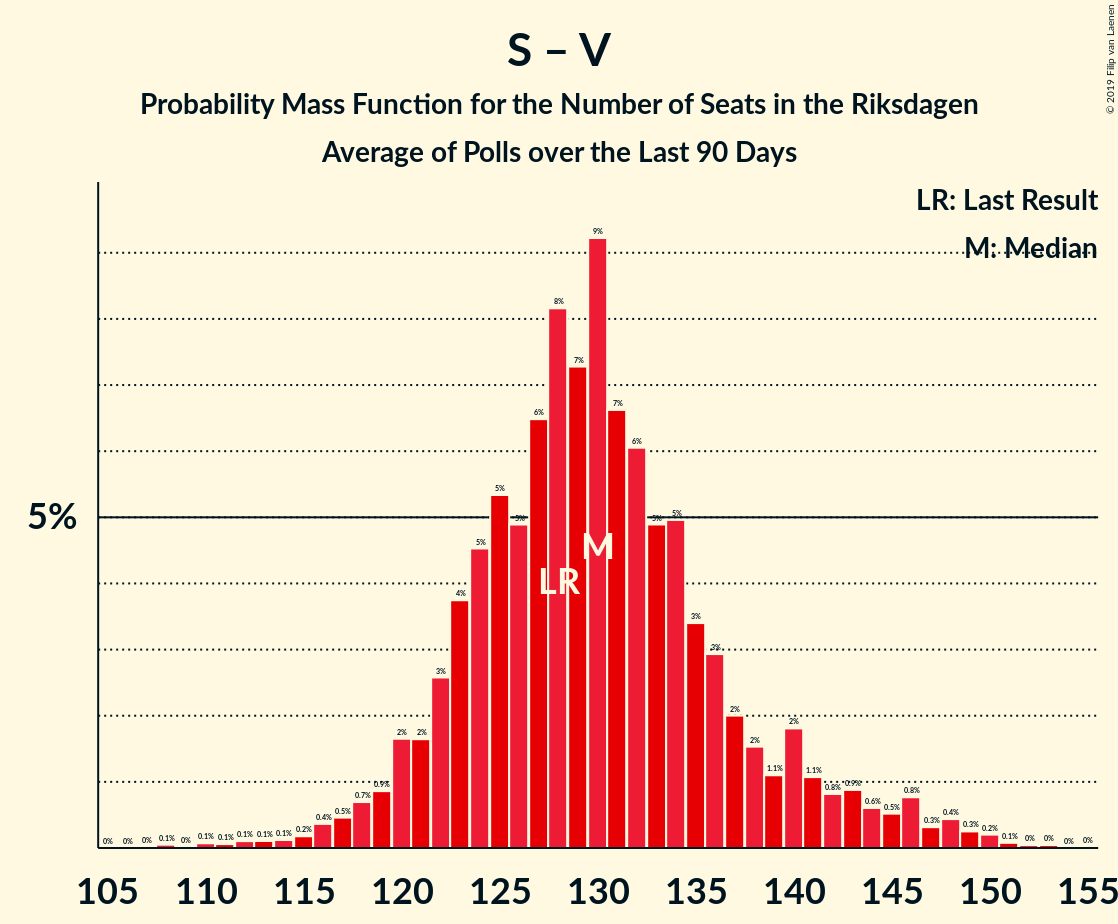 S – V
Probability Mass Function for the Number of Seats in the Riksdagen
Average of Polls over the Last 90 Days
© 2019 Filip van Laenen
LR: Last Result
M: Median
5%
0% 0% 0% 0.1% 0% 0.1% 0.1% 0.1% 0.1% 0.1% 0.2% 0.4% 0.5% 0.7% 0.9% 2% 2% 3% 4% 5% 5% 5% 6% 8% 7% 9% 7% 6% 5% 5% 3% 3% 2% 2% 1.1% 2% 1.1% 0.8% 0.9% 0.6% 0.5% 0.8% 0.3% 0.4% 0.3% 0.2% 0.1% 0% 0% 0% 0%
M
LR
105 110 115 120 125 130 135 140 145 150 155